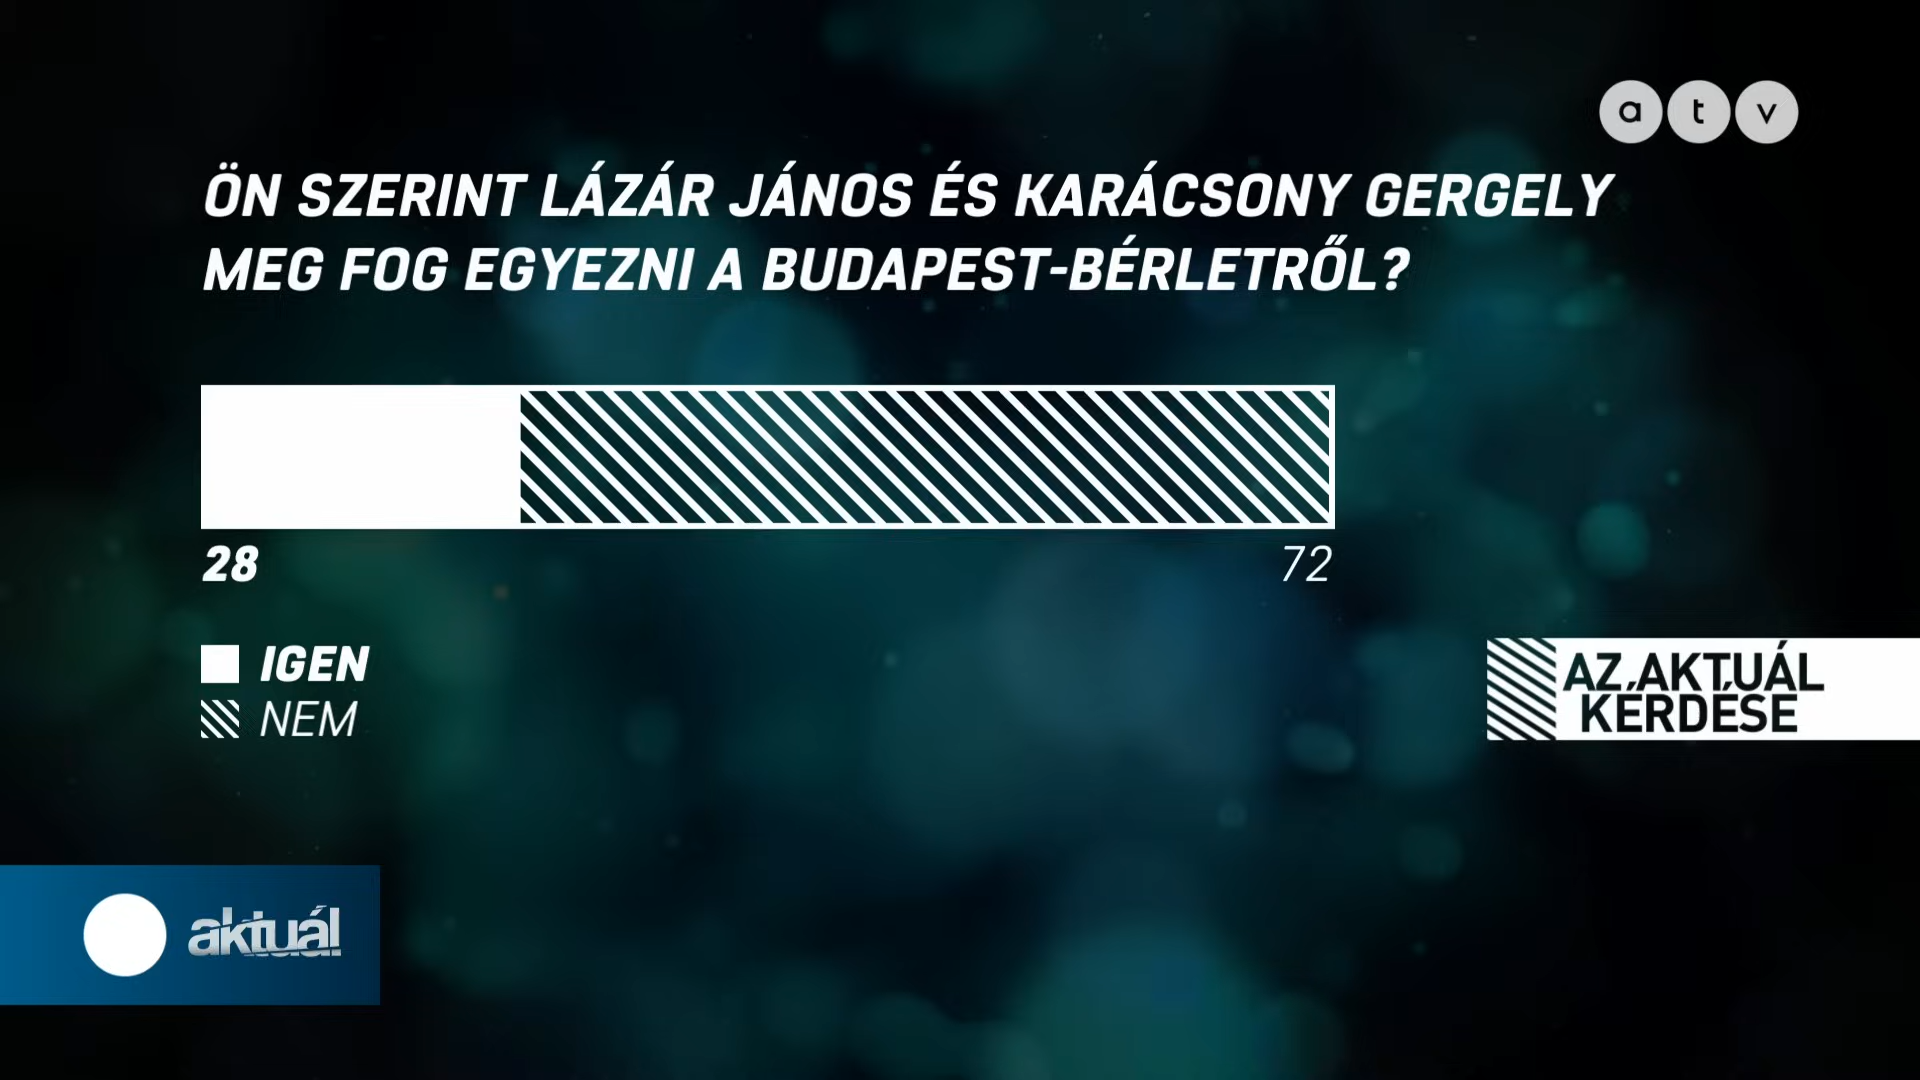 a t v
ÖN SZERINT LÁZÁR JÁNOS ÉS KARÁCSONY GERGELY
MEG FOG EGYEZNI A BUDAPEST-BÉRLETRŐL?
28
72
IGEN
NEM
AZ AKTUÁL
KÉRDÉSE
aktuál